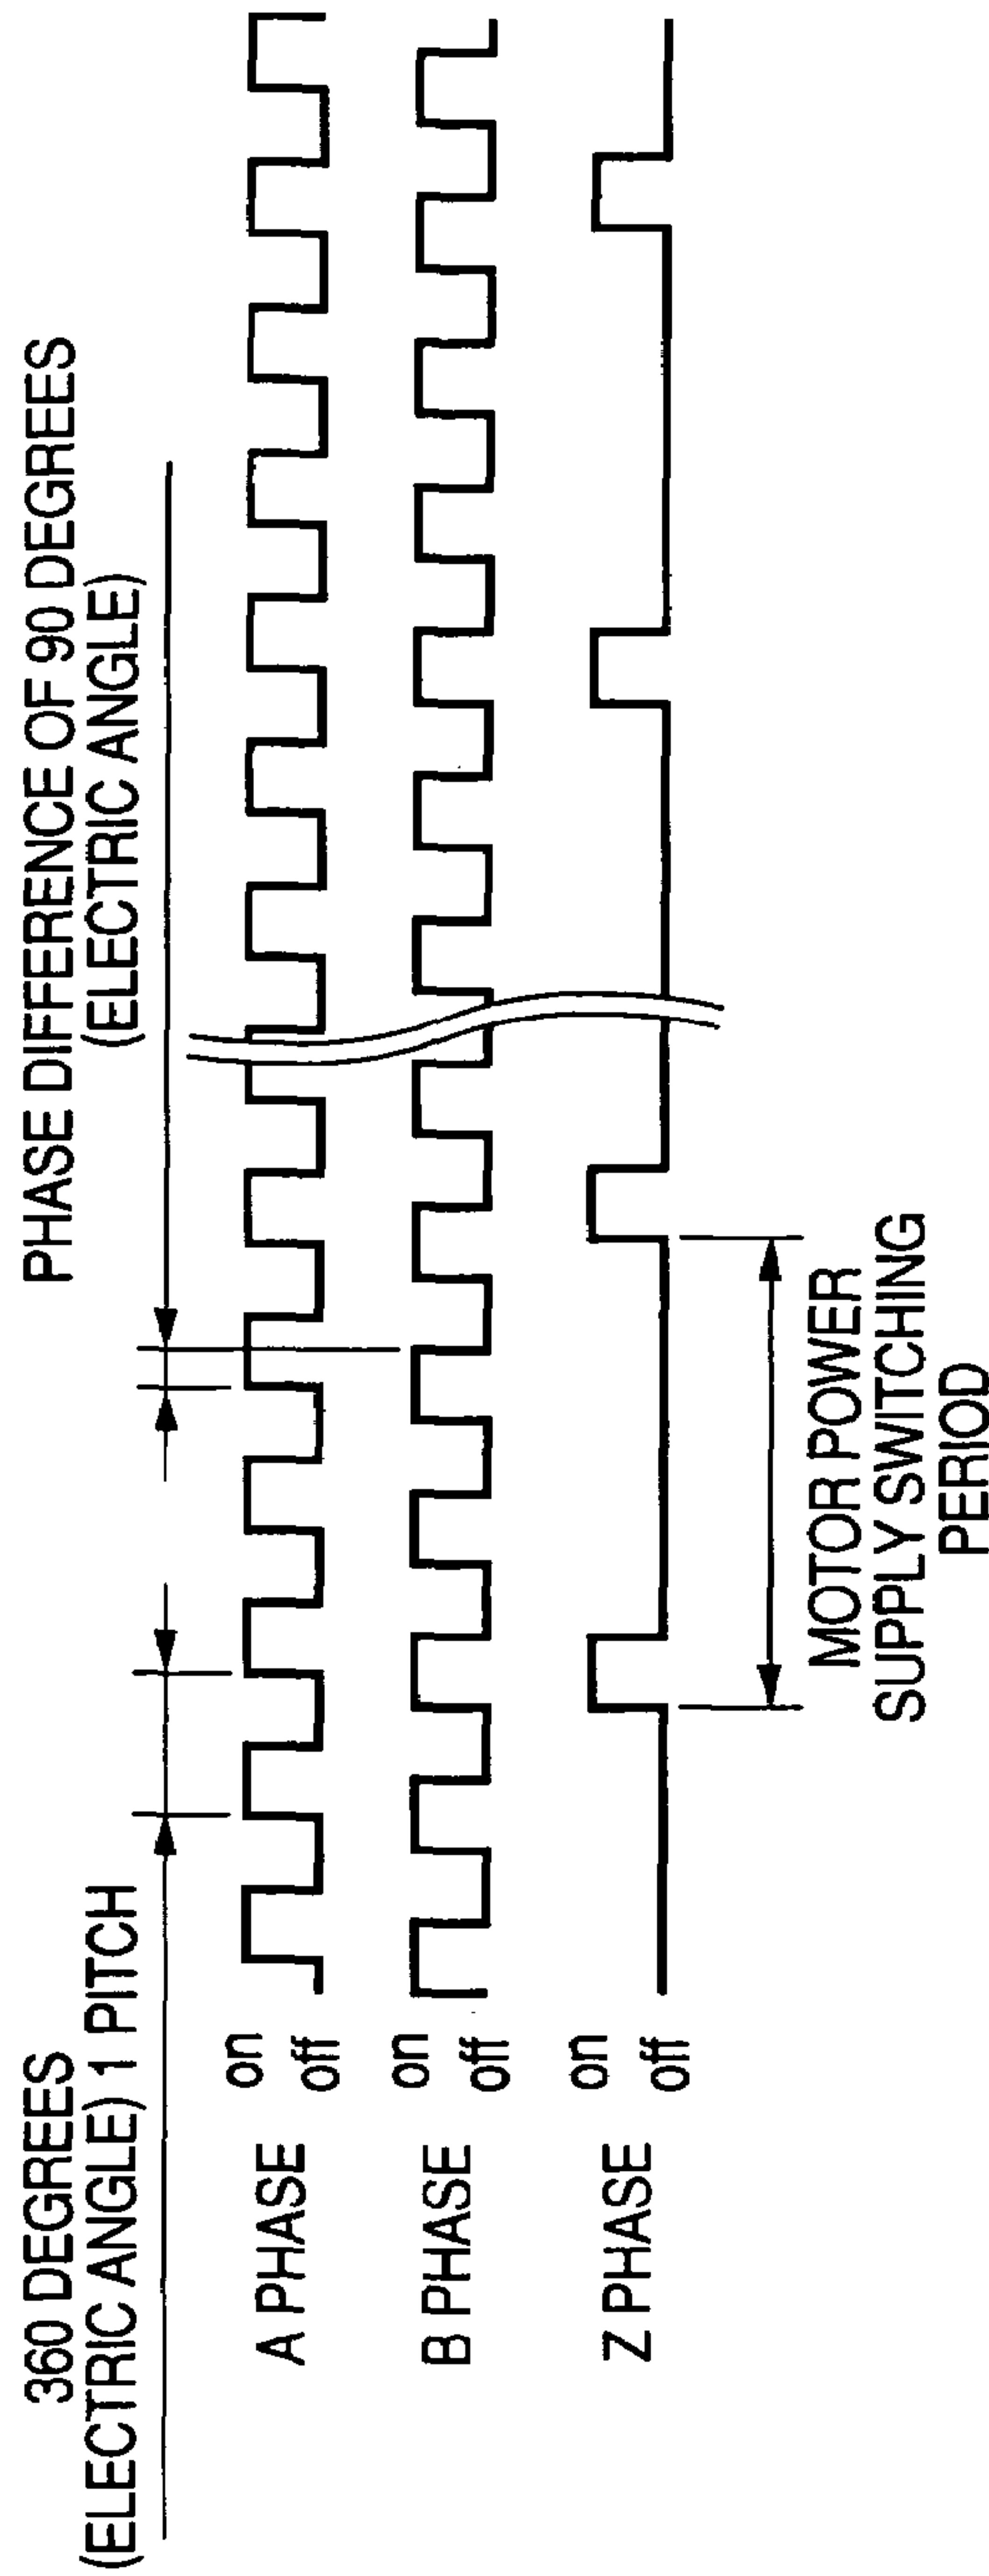 360 DEGREES
(ELECTRIC ANGLE) 1 PITCH
PHASE DIFFERENCE OF 90 DEGREES
(ELECTRIC ANGLE)
A PHASE
on
off
B PHASE
on
off
Z PHASE
on
off
MOTOR POWER
SUPPLY SWITCHING
PERIOD